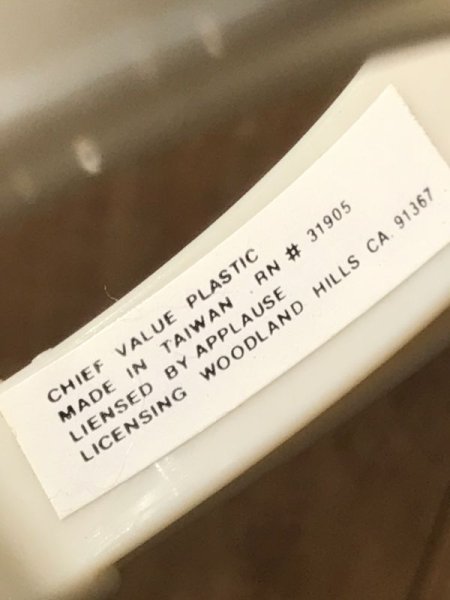 CHIEF VALUE PLASTIC
MADE IN TAIWAN RN # 31905
LIENSED BY APPLAUSE
LICENSING WOODLAND HILLS CA. 91367